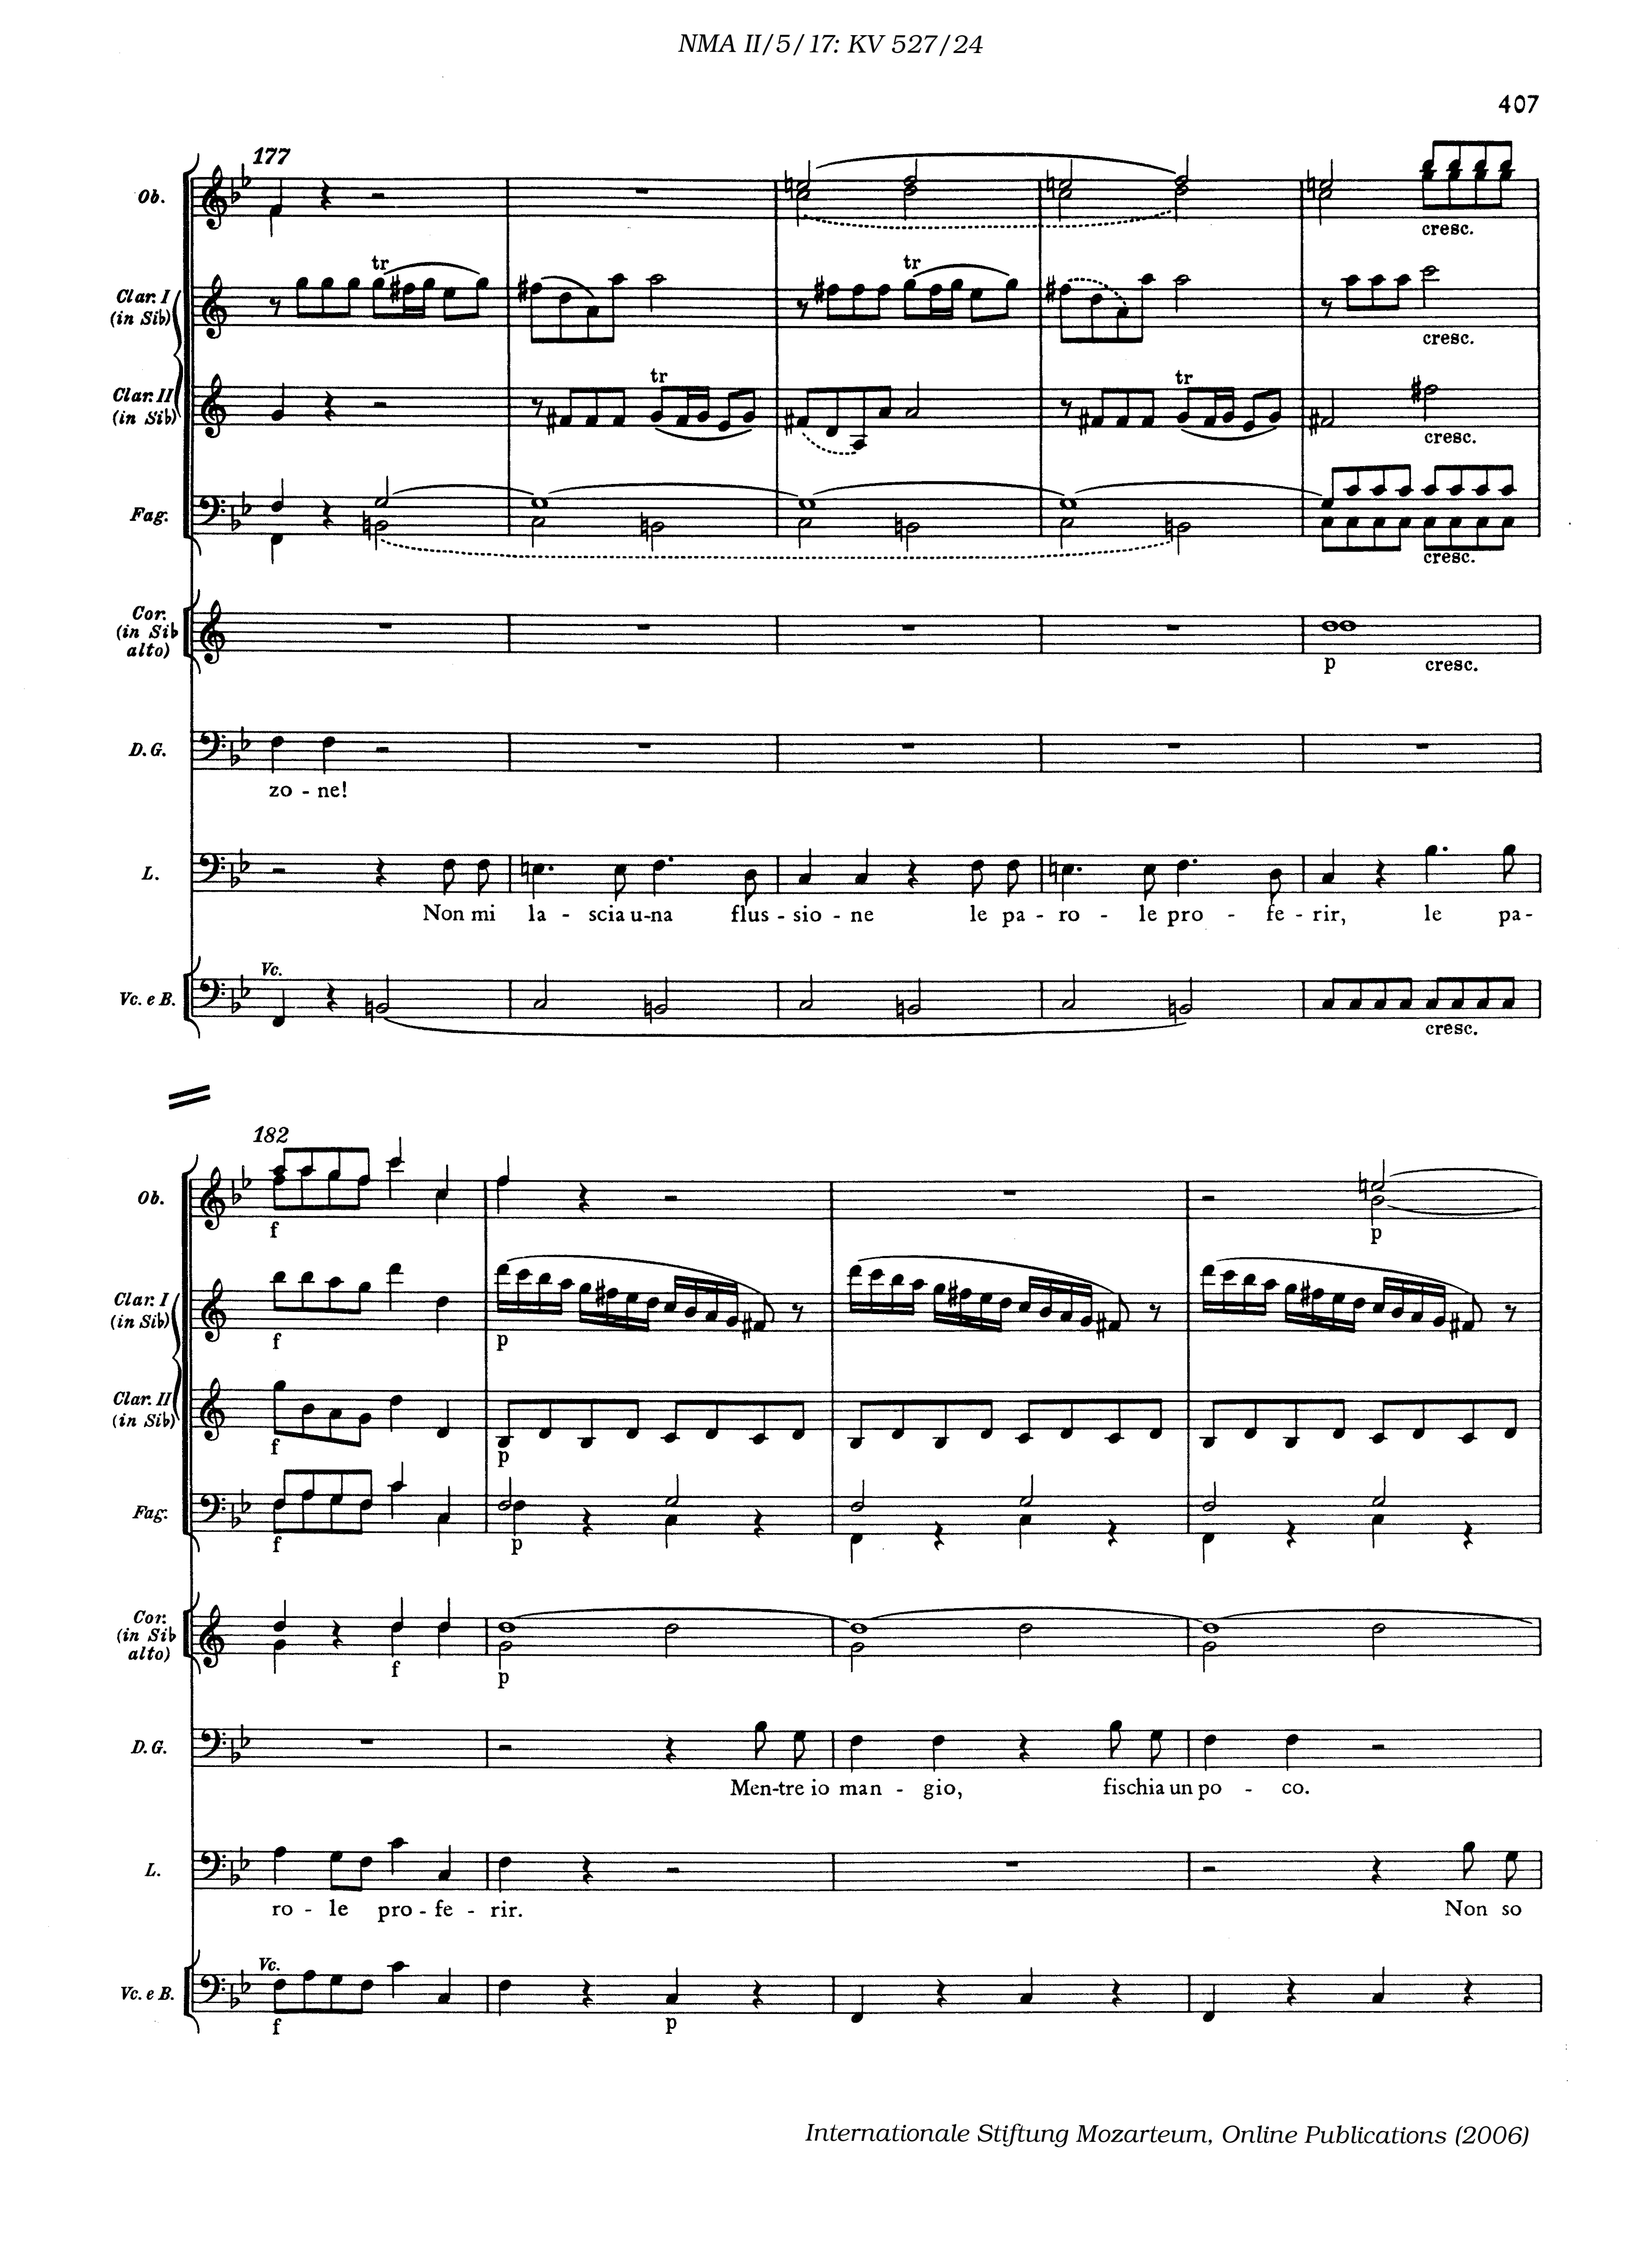 NMA II/5/17: KV 527/24
407
177
Ob.
cresc.
tr
tr
Clar. I
(in Sib)
cresc.
tr
tr
Clar. II
(in Sib)
cresc.
Fag.
cresc.
Cor.
(in Sib
alto)
p cresc.
D. G.
zo - ne!
L.
Non mi la - scia u-na flus - sio - ne le pa - ro - le pro - fe - rir, le pa-
Vc.
Vc. e B.
cresc.
182
Ob.
f p
Clar. I
(in Sib)
f p
Clar. II
(in Sib)
f p
Fag.
f p
Cor.
(in Sib
alto)
f p
D. G.
Men-tre io man - gio, fischia un po - co.
L.
ro - le pro - fe - rir. Non so
Vc.
Vc. e B.
f p
Internationale Stiftung Mozarteum, Online Publications (2006)